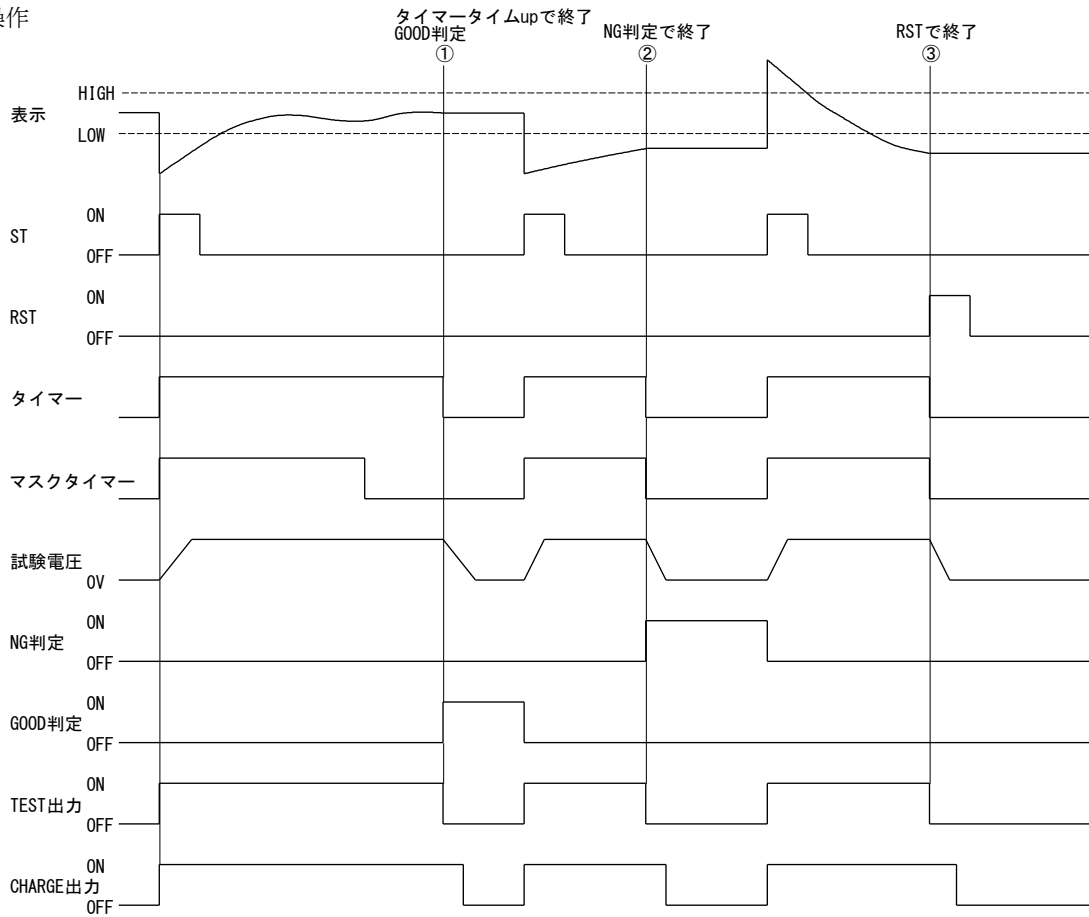 操作
タイマータイムupで終了
GOOD判定
NG判定で終了
RSTで終了
①
②
③
HIGH
表示
LOW
ON
ST
OFF
ON
RST
OFF
タイマー
マスクタイマー
試験電圧
0V
ON
NG判定
OFF
ON
GOOD判定
OFF
ON
TEST出力
OFF
ON
CHARGE出力
OFF